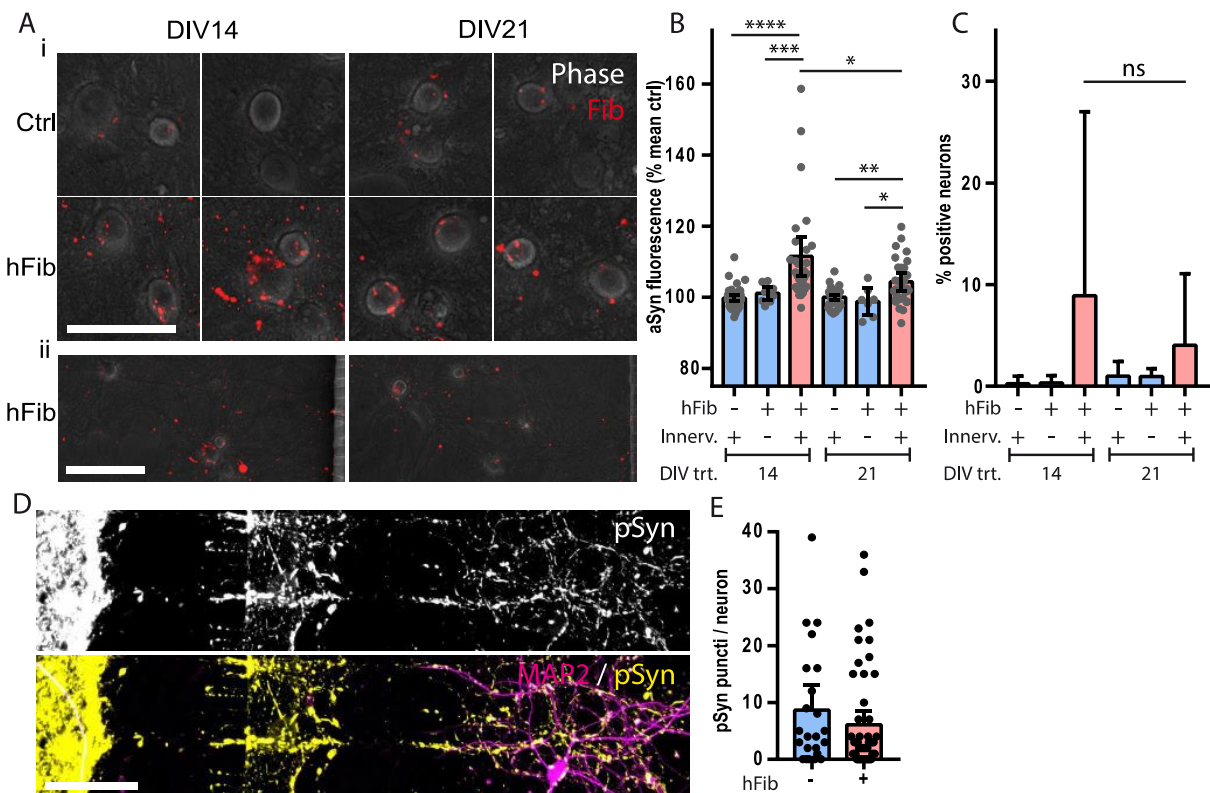 A
DIV14
DIV21
i
Phase
Fib
Ctrl
hFib
ii
hFib
B
**** 
***
*
**
*
aSyn fluorescence (% mean ctrl)
160
140
120
100
80
hFib - + + - + +
Innerv. + - + + - +
DIV trt. 14 21
C
ns
% positive neurons
30
20
10
0
hFib - + + - + +
Innerv. + - + + - +
DIV trt. 14 21
D
pSyn
MAP2 / pSyn
E
pSyn puncti / neuron
40
30
20
10
0
hFib - +